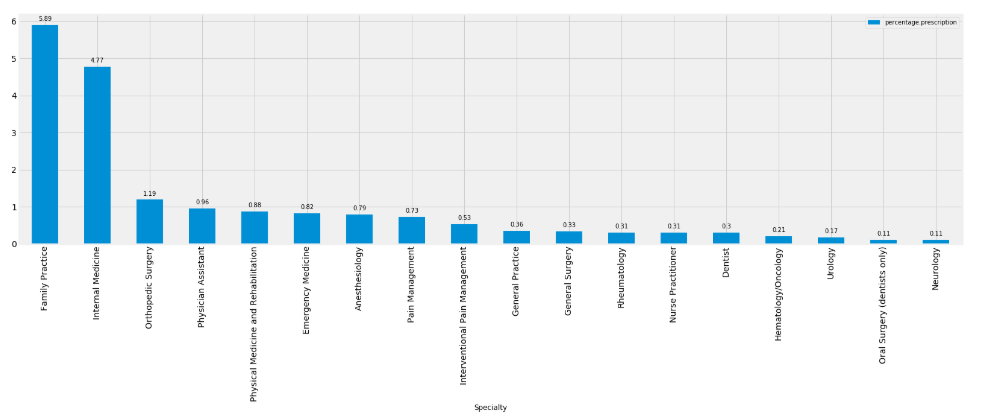 percentage.prescription
6
5
4
3
2
1
0
5.89
4.77
1.19
0.96
0.88
0.82
0.79
0.73
0.53
0.36
0.33
0.31
0.31
0.3
0.21
0.17
0.11
0.11
Family Practice
Internal Medicine
Orthopedic Surgery
Physician Assistant
Physical Medicine and Rehabilitation
Emergency Medicine
Anesthesiology
Pain Management
Interventional Pain Management
General Practice
General Surgery
Rheumatology
Nurse Practitioner
Dentist
Hematology/Oncology
Urology
Oral Surgery (dentists only)
Neurology
Specialty